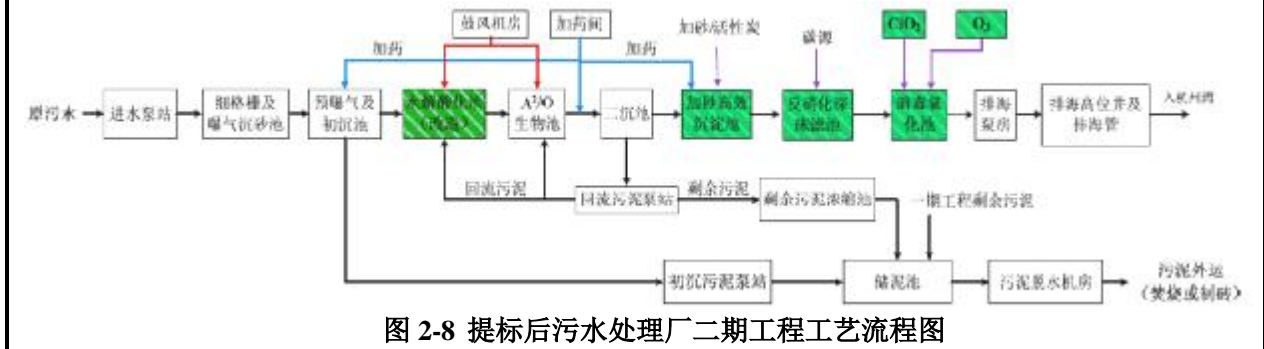 鼓风机房
加药间
加砂/活性炭
碳源
ClO₂
O₃
加药
加药
原污水
进水泵站
细格栅及
曝气沉砂池
预曝气及
初沉池
水解酸化池
(改造)
A²/O
生物池
二沉池
加砂高效
沉淀池
反硝化深
床滤池
消毒氧
化池
排海
泵房
排海高位井及
排海管
入杭州湾
回流污泥
回流污泥泵站
剩余污泥
剩余污泥浓缩池
一期工程剩余污泥
初沉污泥泵站
储泥池
污泥脱水机房
污泥外运
(焚烧或制砖)
图 2-8 提标后污水处理厂二期工程工艺流程图